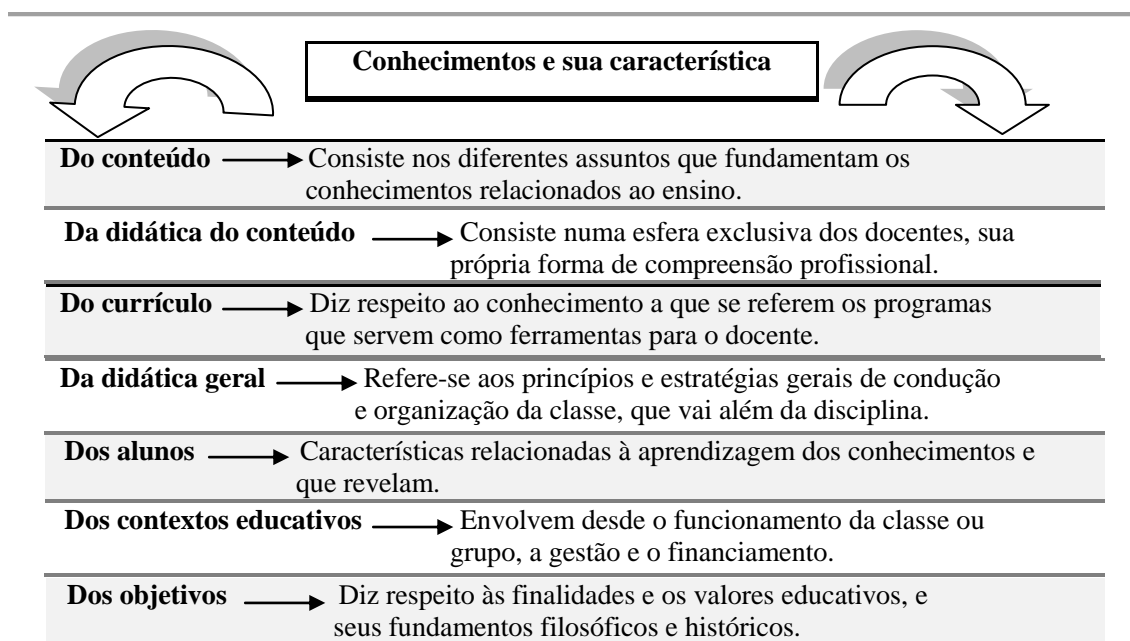 Conhecimentos e sua característica
Do conteúdo Consiste nos diferentes assuntos que fundamentam os
conhecimentos relacionados ao ensino.
Da didática do conteúdo Consiste numa esfera exclusiva dos docentes, sua
própria forma de compreensão profissional.
Do currículo Diz respeito ao conhecimento a que se referem os programas
que servem como ferramentas para o docente.
Da didática geral Refere-se aos princípios e estratégias gerais de condução
e organização da classe, que vai além da disciplina.
Dos alunos Características relacionadas à aprendizagem dos conhecimentos e
que revelam.
Dos contextos educativos Envolvem desde o funcionamento da classe ou
grupo, a gestão e o financiamento.
Dos objetivos Diz respeito às finalidades e os valores educativos, e
seus fundamentos filosóficos e históricos.